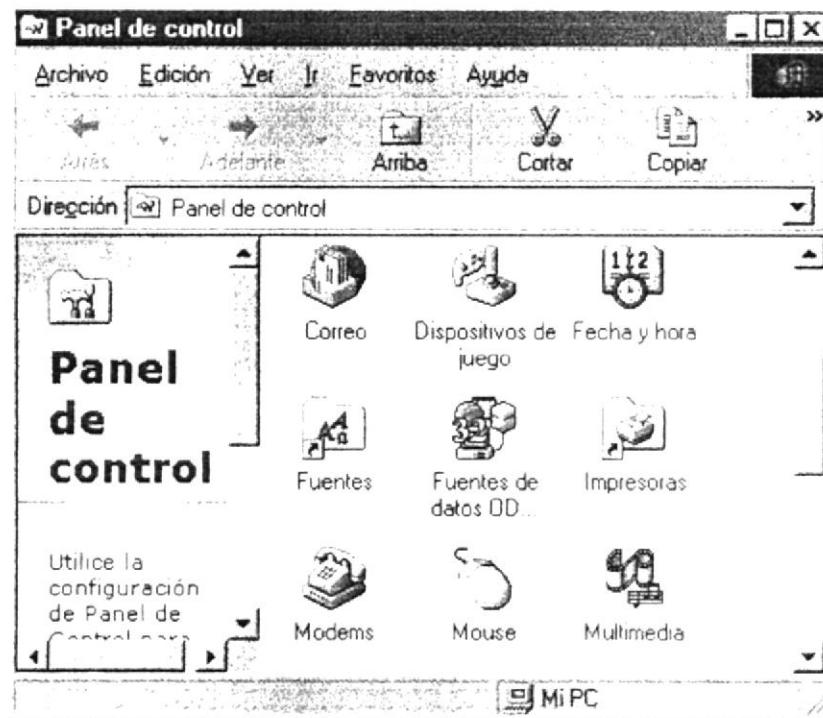 Panel de control
Archivo Edición Ver Ir Favoritos Ayuda
Atrás Adelante Arriba Cortar Copiar »
Dirección Panel de control
Panel
de
control
Utilice la
configuración
de Panel de
Control para
Correo Dispositivos de Fecha y hora
juego
Fuentes Fuentes de Impresoras
datos OD...
Modems Mouse Multimedia
Mi PC